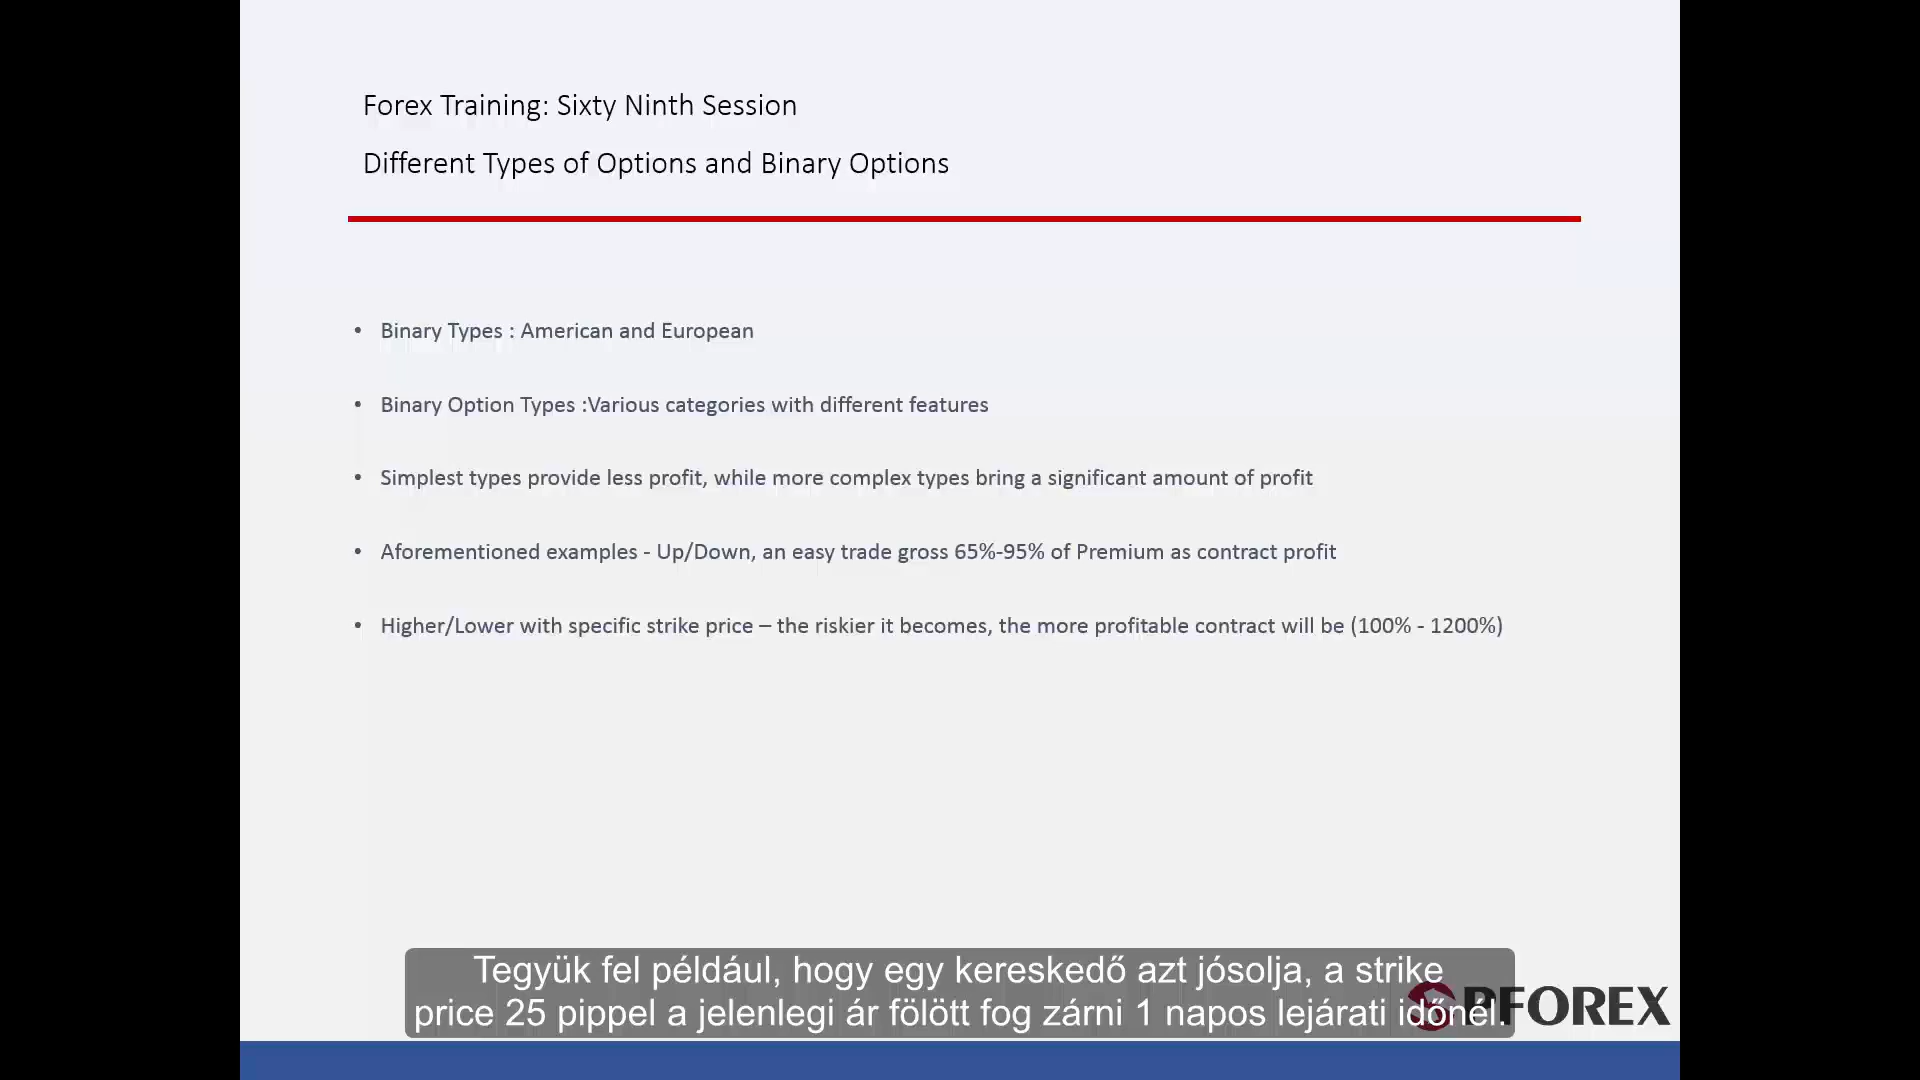 Forex Training: Sixty Ninth Session
Different Types of Options and Binary Options
• Binary Types : American and European
• Binary Option Types :Various categories with different features
• Simplest types provide less profit, while more complex types bring a significant amount of profit
• Aforementioned examples - Up/Down, an easy trade gross 65%-95% of Premium as contract profit
• Higher/Lower with specific strike price – the riskier it becomes, the more profitable contract will be (100% - 1200%)
Tegyük fel például, hogy egy kereskedő azt jósolja, a strike
price 25 pippel a jelenlegi ár fölött fog zárni 1 napos lejárati időnél.
PFOREX